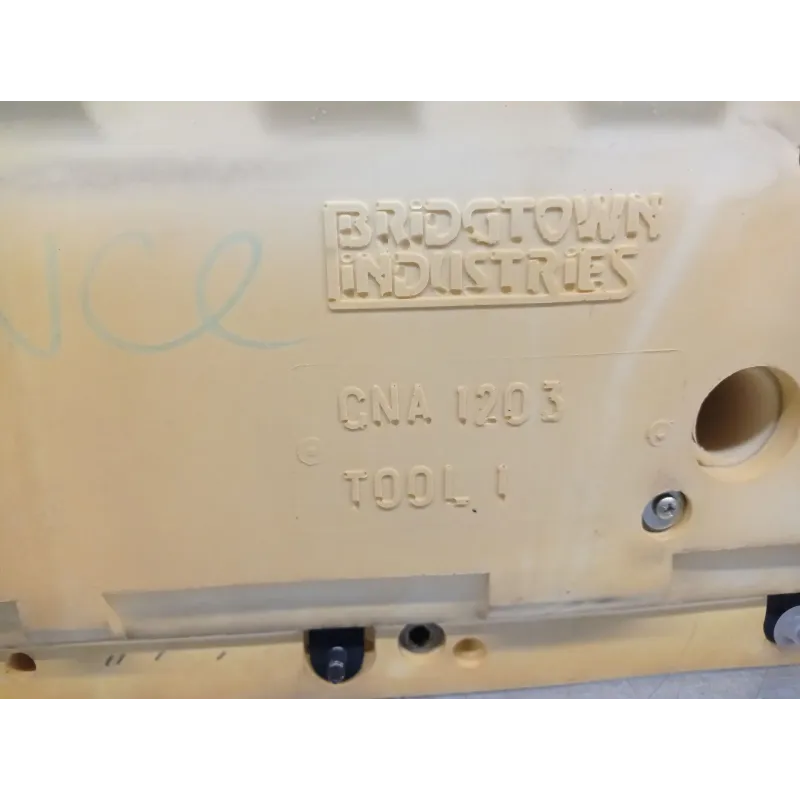 BRIDGTOWN
INDUSTRIES
CNA 1203
TOOL 1